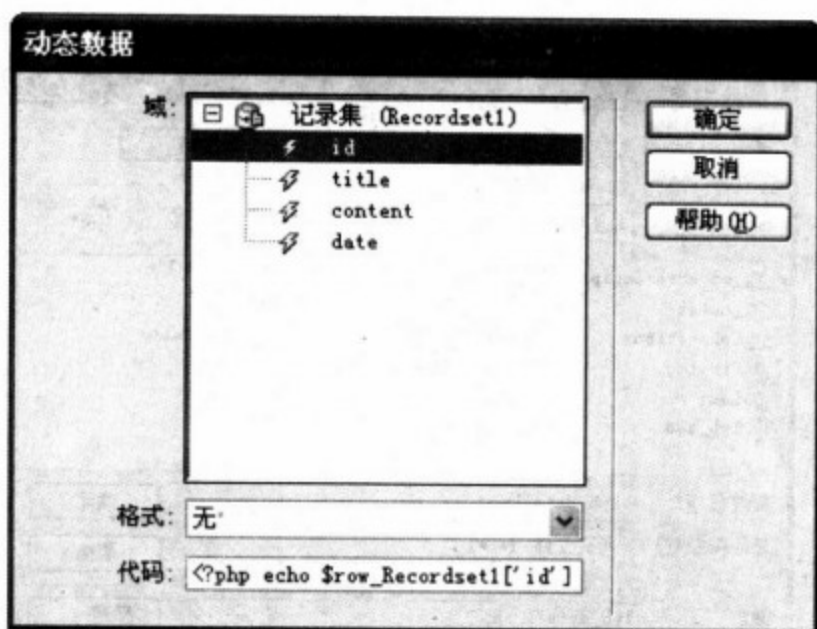 动态数据
域:
记录集 (Recordset1)
id
title
content
date
确定
取消
帮助(H)
格式: 无
代码: <?php echo $row_Recordset1['id']